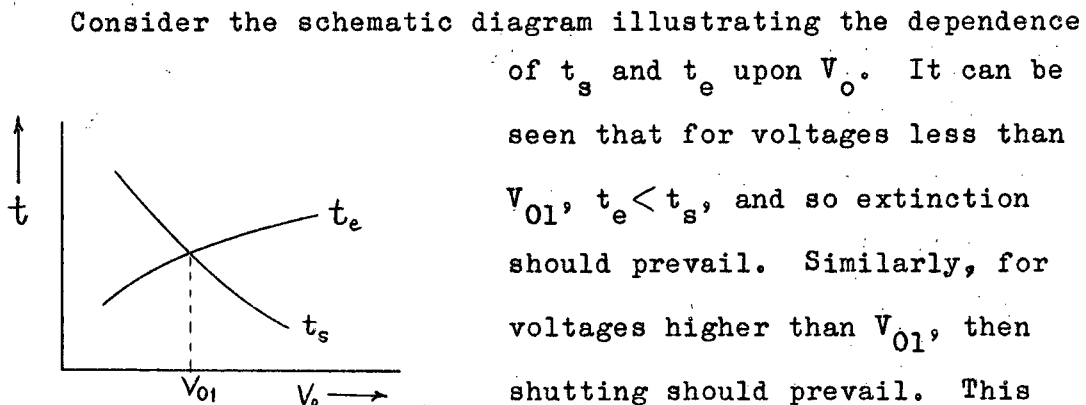 Consider the schematic diagram illustrating the dependence
of t_s and t_e upon V_o. It can be
seen that for voltages less than
V_01, t_e < t_s, and so extinction
should prevail. Similarly, for
voltages higher than V_01, then
shutting should prevail. This
t
t_e
t_s
V_01
V_o